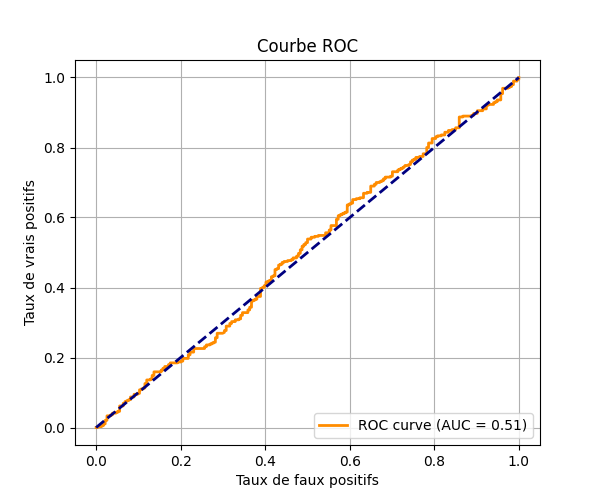 Courbe ROC
Taux de vrais positifs
1.0
0.8
0.6
0.4
0.2
0.0
ROC curve (AUC = 0.51)
0.0 0.2 0.4 0.6 0.8 1.0
Taux de faux positifs